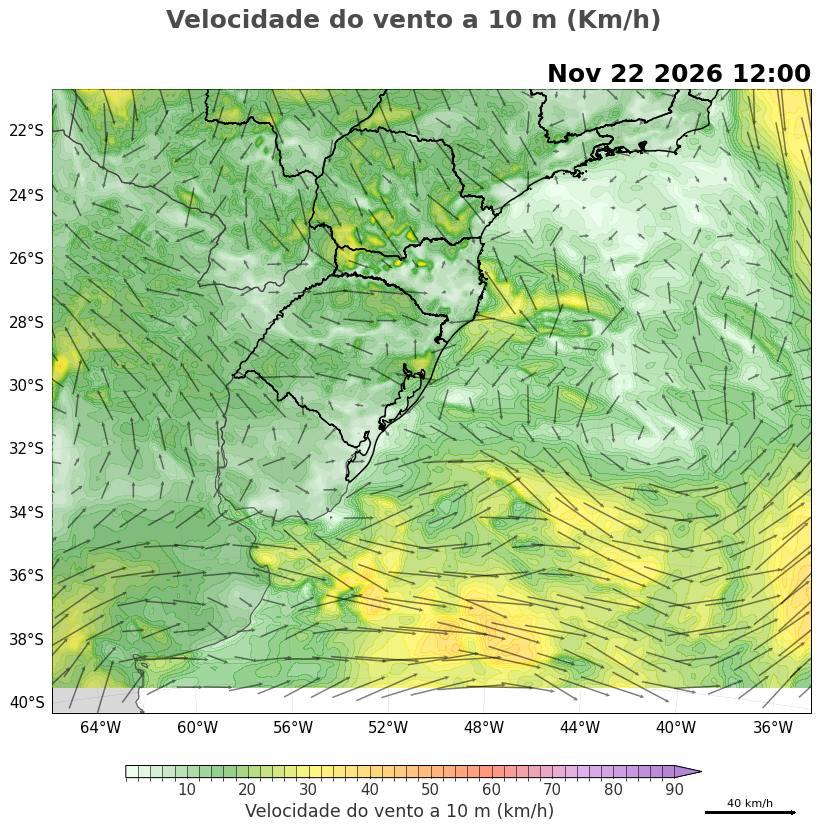 Velocidade do vento a 10 m (Km/h)
Nov 22 2026 12:00
22°S
24°S
26°S
28°S
30°S
32°S
34°S
36°S
38°S
40°S
64°W 60°W 56°W 52°W 48°W 44°W 40°W 36°W
10 20 30 40 50 60 70 80 90
Velocidade do vento a 10 m (km/h)
40 km/h